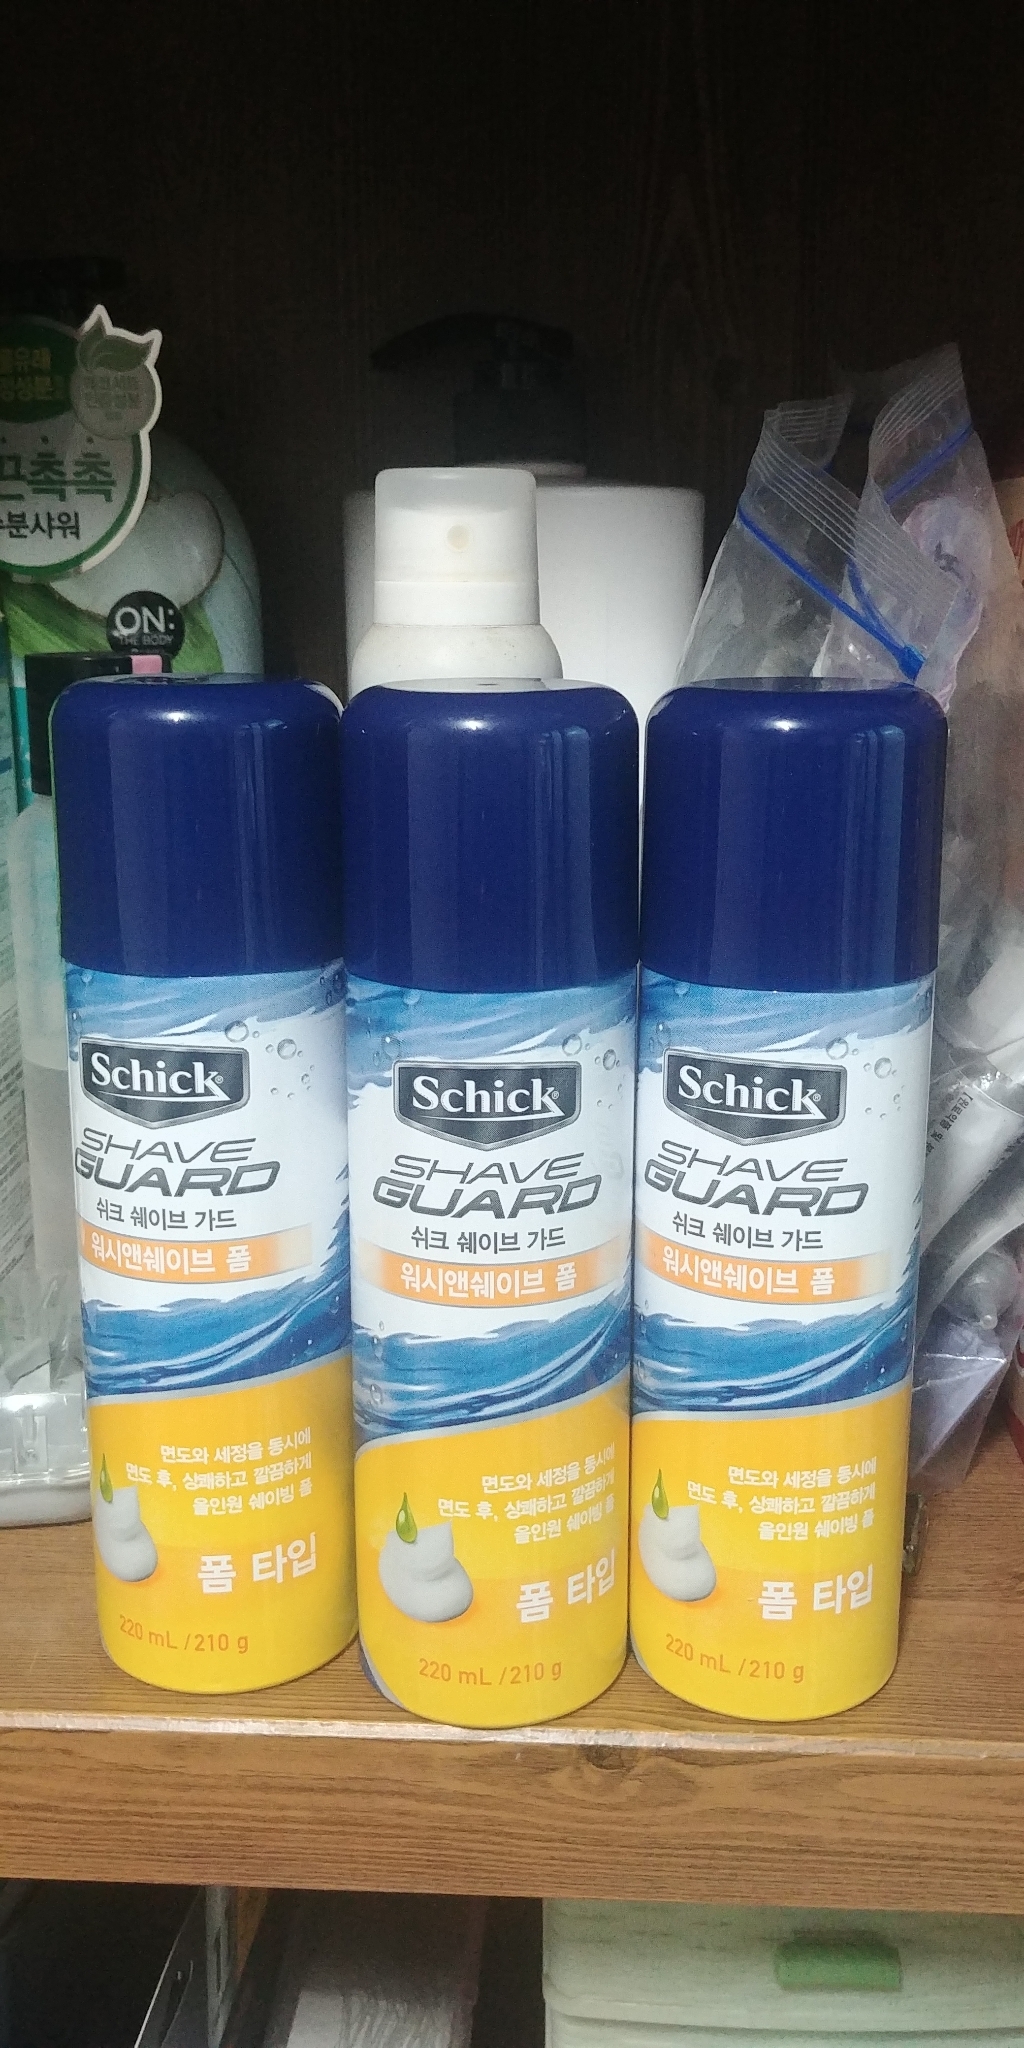 촉촉
분샤워
ON:
THE BODY
Schick®
SHAVE
GUARD
쉬크 쉐이브 가드
워시앤쉐이브 폼
면도와 세정을 동시에
면도 후, 상쾌하고 깔끔하게
올인원 쉐이빙 폼
폼 타입
220 mL / 210 g
Schick®
SHAVE
GUARD
쉬크 쉐이브 가드
워시앤쉐이브 폼
면도와 세정을 동시에
면도 후, 상쾌하고 깔끔하게
올인원 쉐이빙 폼
폼 타입
220 mL / 210 g
Schick®
SHAVE
GUARD
쉬크 쉐이브 가드
워시앤쉐이브 폼
면도와 세정을 동시에
면도 후, 상쾌하고 깔끔하게
올인원 쉐이빙 폼
폼 타입
220 mL / 210 g